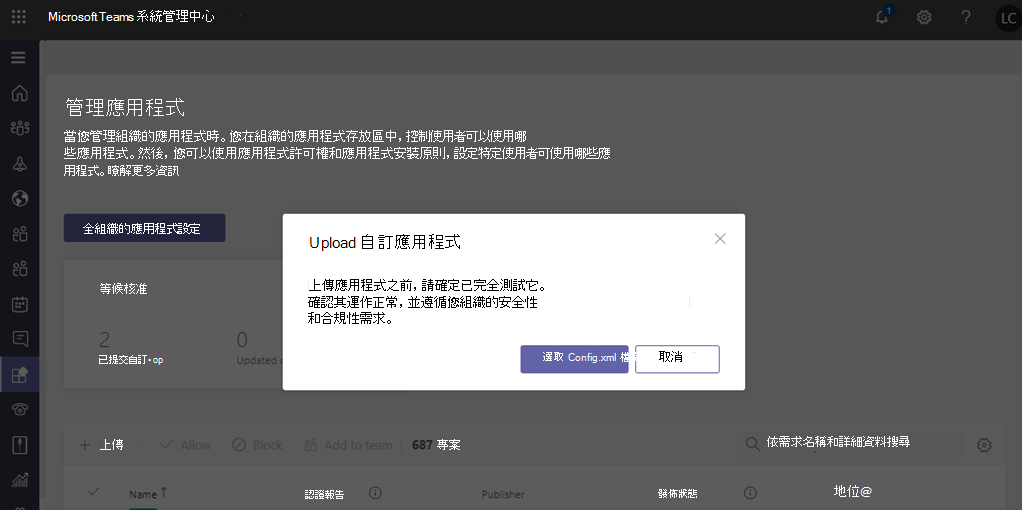 Microsoft Teams 系統管理中心
1
LC
管理應用程式
當您管理組織的應用程式時。您在組織的應用程式存放區中，控制使用者可以使用哪
些應用程式。然後，您可以使用應用程式許可權和應用程式安裝原則，設定特定使用者可使用哪些應
用程式。瞭解更多資訊
全組織的應用程式設定
等候核准
2
0
已提交自訂·op
Updated
Upload 自訂應用程式
上傳應用程式之前，請確定已完全測試它。
確認其運作正常，並遵循您組織的安全性
和合規性需求。
選取 Config.xml 檔
取消
上傳
Allow
Block
Add to team
687 專案
依需求名稱和詳細資料搜尋
Name
認證報告
Publisher
發佈狀態
地位@